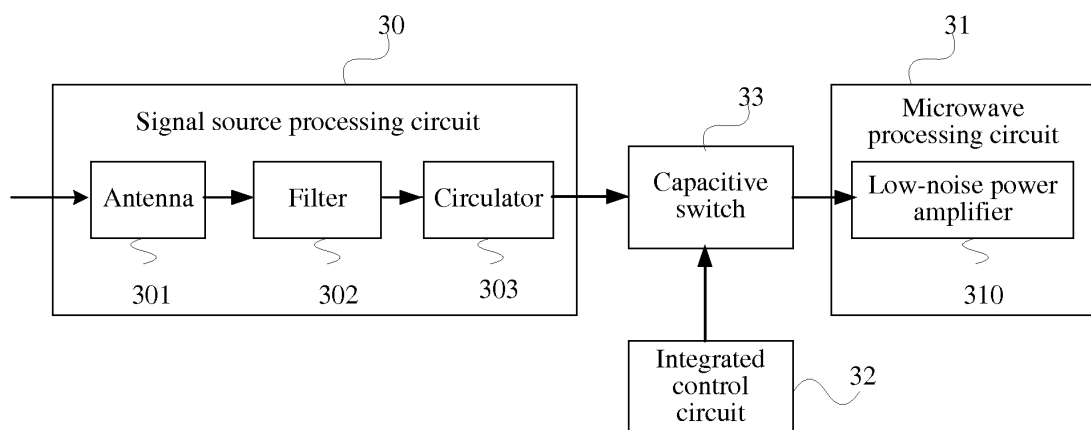 30
31
Signal source processing circuit
33
Microwave
processing circuit
Antenna
Filter
Circulator
Capacitive
switch
Low-noise power
amplifier
301
302
303
310
Integrated
control
circuit
32